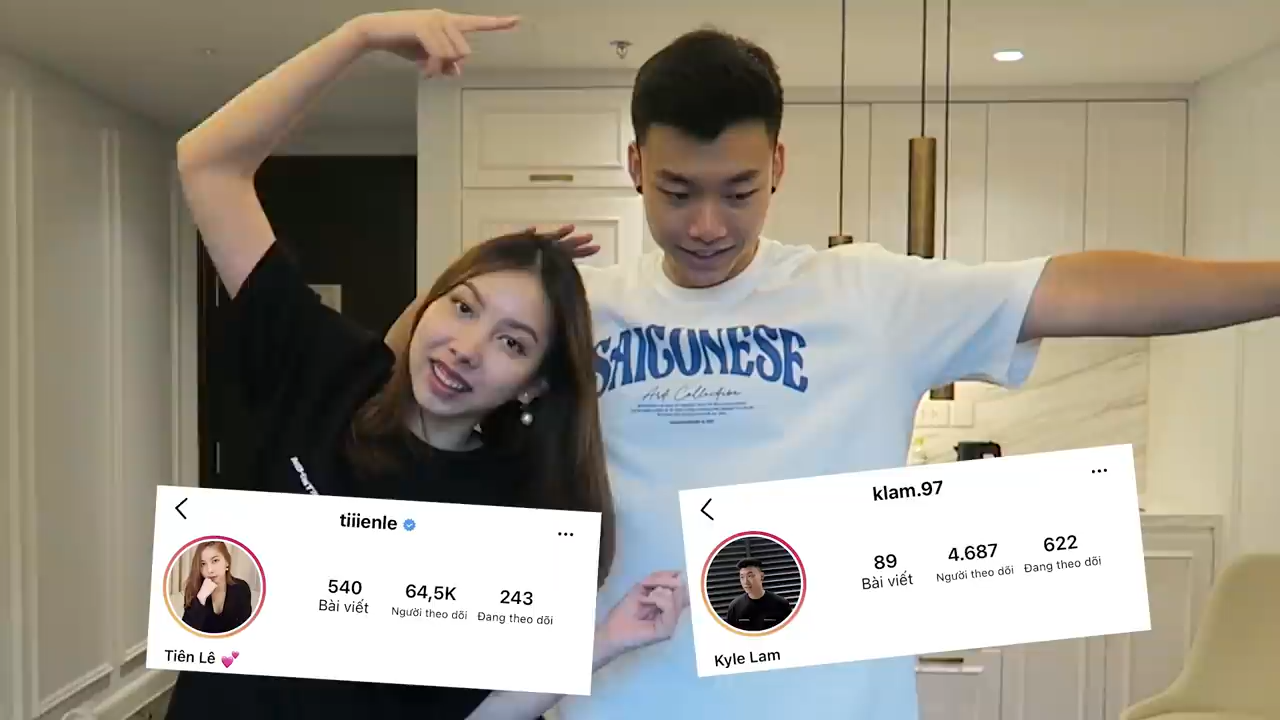 SAIGONESE
Art Collection
tiiienle
540
64,5K
243
Bài viết
Người theo dõi
Đang theo dõi
Tiên Lê 💕
klam.97
89
4.687
622
Bài viết
Người theo dõi
Đang theo dõi
Kyle Lam